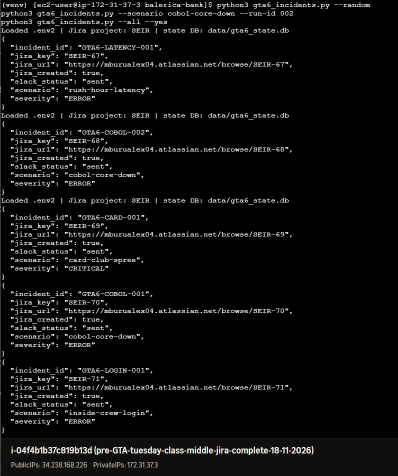 (venv) [ec2-user@ip-172-31-37-3 balerica-bank]$ python3 gta6_incidents.py --random
python3 gta6_incidents.py --scenario cobol-core-down --run-id 002
python3 gta6_incidents.py --all --yes
Loaded .env2 | Jira project: SEIR | state DB: data/gta6_state.db
{
"incident_id": "GTA6-LATENCY-001",
"jira_key": "SEIR-67",
"jira_url": "https://mburualex04.atlassian.net/browse/SEIR-67",
"jira_created": true,
"slack_status": "sent",
"scenario": "rush-hour-latency",
"severity": "ERROR"
}
Loaded .env2 | Jira project: SEIR | state DB: data/gta6_state.db
{
"incident_id": "GTA6-COBOL-002",
"jira_key": "SEIR-68",
"jira_url": "https://mburualex04.atlassian.net/browse/SEIR-68",
"jira_created": true,
"slack_status": "sent",
"scenario": "cobol-core-down",
"severity": "ERROR"
}
Loaded .env2 | Jira project: SEIR | state DB: data/gta6_state.db
{
"incident_id": "GTA6-CARD-001",
"jira_key": "SEIR-69",
"jira_url": "https://mburualex04.atlassian.net/browse/SEIR-69",
"jira_created": true,
"slack_status": "sent",
"scenario": "card-club-spree",
"severity": "CRITICAL"
}
{
"incident_id": "GTA6-COBOL-001",
"jira_key": "SEIR-70",
"jira_url": "https://mburualex04.atlassian.net/browse/SEIR-70",
"jira_created": true,
"slack_status": "sent",
"scenario": "cobol-core-down",
"severity": "ERROR"
}
{
"incident_id": "GTA6-LOGIN-001",
"jira_key": "SEIR-71",
"jira_url": "https://mburualex04.atlassian.net/browse/SEIR-71",
"jira_created": true,
"slack_status": "sent",
"scenario": "inside-crew-login",
"severity": "ERROR"
}
i-04f4b1b37c819b13d (pre-GTA-tuesday-class-middle-jira-complete-18-11-2026)
PublicIPs: 34.238.168.226 PrivateIPs: 172.31.37.3